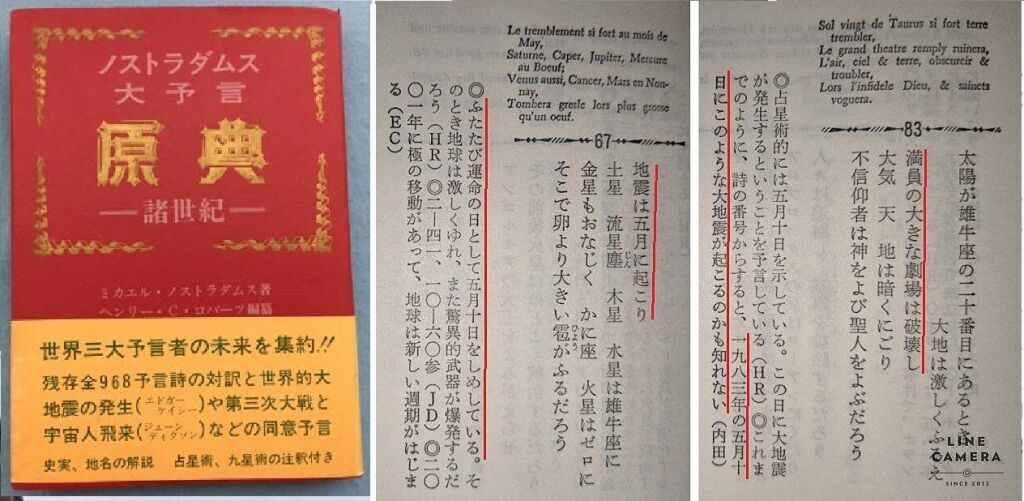 ノストラダムス
大予言
原典
―諸世紀―
ミカエル・ノストラダムス著
ヘンリー・C・ロバーツ編纂
世界三大予言者の未来を集約!!
残存全968予言詩の対訳と世界的大
地震の発生(エドガーケイシー)や第三次大戦と
宇宙人飛来(ジェーンディクソン)などの同意予言
史実、地名の解説 占星術、九星術の注釈付き
Le tremblement si fort au mois de
May,
Saturne, Caper, Jupiter, Mercure
au Boeuf;
Venus aussi, Cancer, Mars en Non-
nay,
Tombera gresle lors plus grosse
qu'un oeuf.
67
地震は五月に起こり
土星 流星塵 木星 水星は雄牛座に
金星もおなじく かに座 火星はゼロに
そこで卵より大きい雹がふるだろう
◎ふたたび運命の日として五月十日をしめしている。そ
のとき地球は激しくゆれ、また驚異的武器が爆発するだ
ろう(HR)◎二―四一、一〇―六〇参(JD)◎二〇
〇一年に極の移動があって、地球は新しい週期がはじま
る(EC)
Sol vingt de Taurus si fort terre
trembler,
Le grand theatre remply ruinera,
L'air, ciel & terre, obscurcir &
troubler,
Lors l'infidele Dieu, & sainets
voguera.
83
太陽が雄牛座の二十番目にあるとき
大地は激しくふるえ
満員の大きな劇場は破壊し
大気 天 地は暗くにごり
不信仰者は神をよび聖人をよぶだろう
◎占星術的には五月十日を示している。この日に大地震
が発生するということを予言している(HR)◎これま
でのように、詩の番号からすると、一九八三年の五月十
日にこのような大地震が起こるのかも知れない(内田)
LINE
CAMERA
SINCE 2012